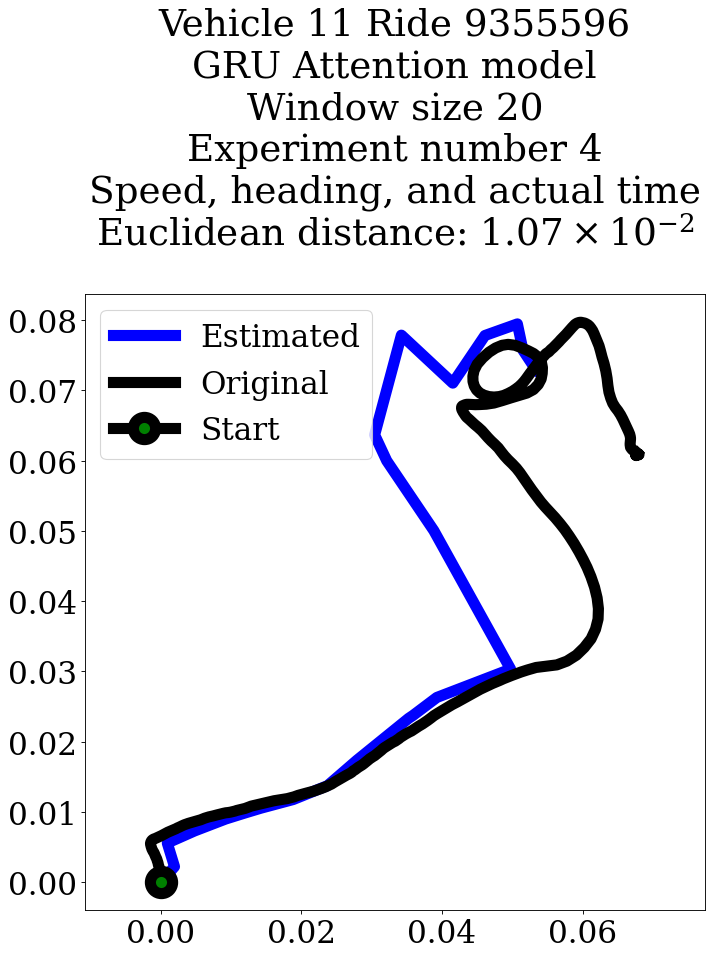 Vehicle 11 Ride 9355596
GRU Attention model
Window size 20
Experiment number 4
Speed, heading, and actual time
Euclidean distance: 1.07 × 10⁻²
Estimated
Original
Start
0.08
0.07
0.06
0.05
0.04
0.03
0.02
0.01
0.00
0.00 0.02 0.04 0.06